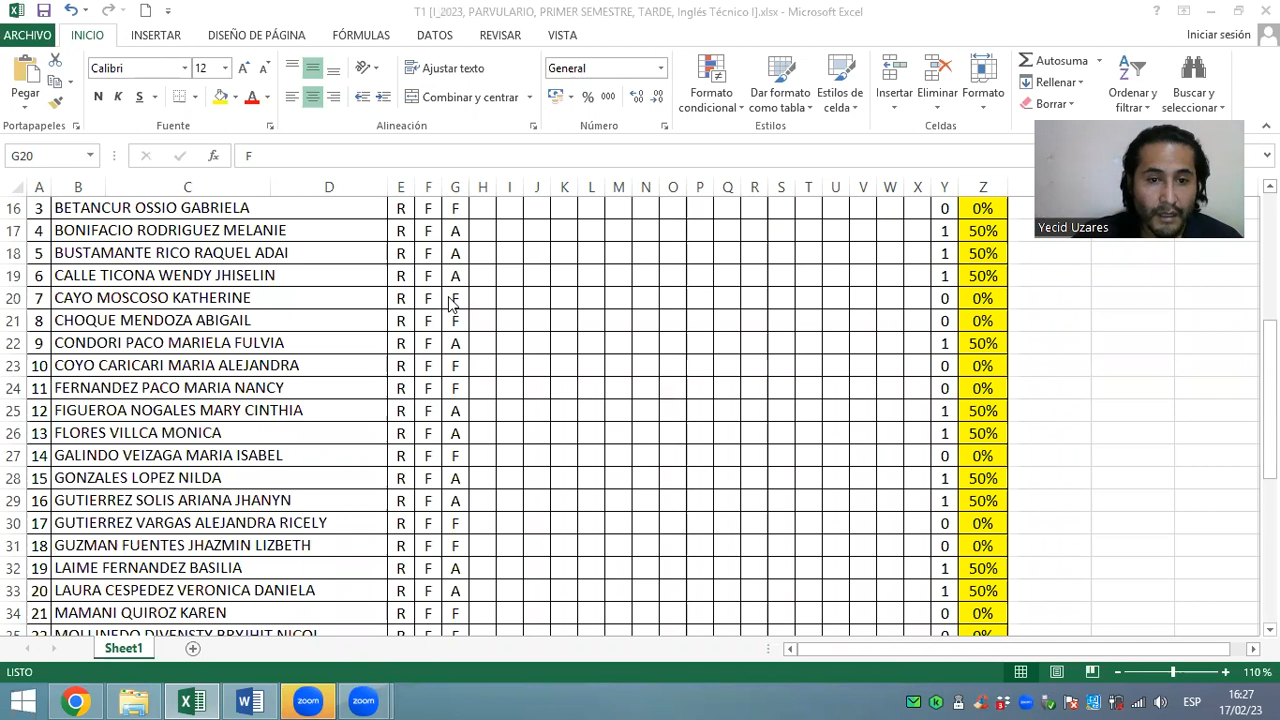 T1 [I_2023, PARVULARIO, PRIMER SEMESTRE, TARDE, Inglés Técnico I].xlsx - Microsoft Excel
ARCHIVO INICIO INSERTAR DISEÑO DE PÁGINA FÓRMULAS DATOS REVISAR VISTA Iniciar sesión
Pegar
Portapapeles
Calibri 12
N K S
Fuente
Ajustar texto
Combinar y centrar
Alineación
General
% 000
Número
Formato condicional
Dar formato como tabla
Estilos de celda
Estilos
Insertar
Eliminar
Formato
Celdas
Autosuma
Rellenar
Borrar
Ordenar y filtrar
Buscar y seleccionar
G20 fx F
Yecid Uzares
A B C D E F G H I J K L M N O P Q R S T U V W X Y Z
16 3 BETANCUR OSSIO GABRIELA R F F 0 0%
17 4 BONIFACIO RODRIGUEZ MELANIE R F A 1 50%
18 5 BUSTAMANTE RICO RAQUEL ADAI R F A 1 50%
19 6 CALLE TICONA WENDY JHISELIN R F A 1 50%
20 7 CAYO MOSCOSO KATHERINE R F F 0 0%
21 8 CHOQUE MENDOZA ABIGAIL R F F 0 0%
22 9 CONDORI PACO MARIELA FULVIA R F A 1 50%
23 10 COYO CARICARI MARIA ALEJANDRA R F F 0 0%
24 11 FERNANDEZ PACO MARIA NANCY R F F 0 0%
25 12 FIGUEROA NOGALES MARY CINTHIA R F A 1 50%
26 13 FLORES VILLCA MONICA R F A 1 50%
27 14 GALINDO VEIZAGA MARIA ISABEL R F F 0 0%
28 15 GONZALES LOPEZ NILDA R F A 1 50%
29 16 GUTIERREZ SOLIS ARIANA JHANYN R F A 1 50%
30 17 GUTIERREZ VARGAS ALEJANDRA RICELY R F F 0 0%
31 18 GUZMAN FUENTES JHAZMIN LIZBETH R F F 0 0%
32 19 LAIME FERNANDEZ BASILIA R F A 1 50%
33 20 LAURA CESPEDEZ VERONICA DANIELA R F A 1 50%
34 21 MAMANI QUIROZ KAREN R F F 0 0%
Sheet1
LISTO 110 %
zoom zoom
ESP
16:27
17/02/23